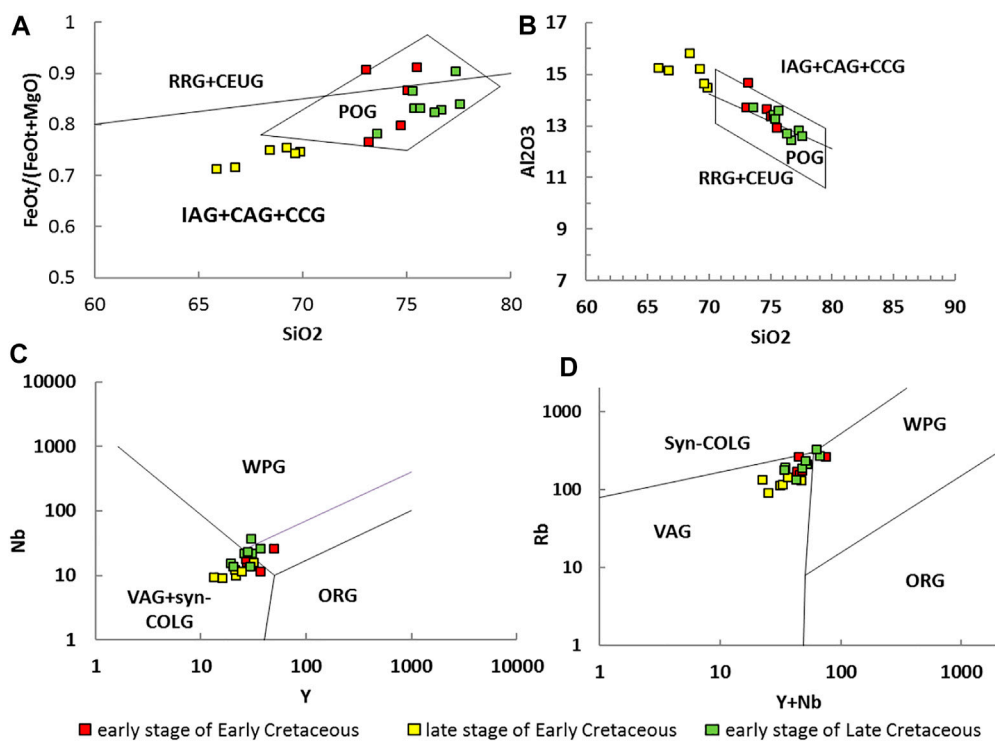 A
FeOt/(FeOt+MgO)
1
0.9
0.8
0.7
0.6
0.5
RRG+CEUG
POG
IAG+CAG+CCG
60
65
70
75
80
SiO2
B
Al2O3
17
15
13
11
9
7
IAG+CAG+CCG
POG
RRG+CEUG
60
65
70
75
80
85
90
SiO2
C
Nb
10000
1000
100
10
1
WPG
VAG+syn-
COLG
ORG
1
10
100
1000
10000
Y
D
Rb
1000
100
10
1
Syn-COLG
WPG
VAG
ORG
1
10
100
1000
Y+Nb
early stage of Early Cretaceous
late stage of Early Cretaceous
early stage of Late Cretaceous